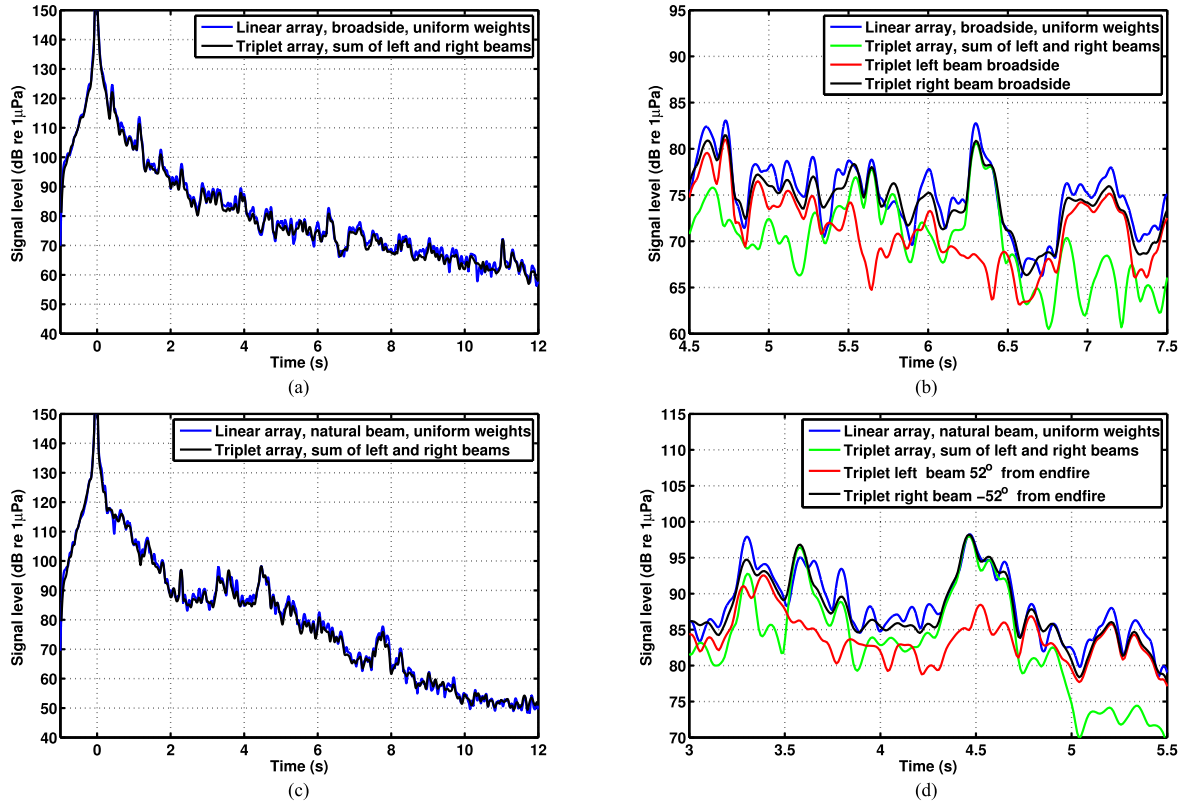 150
140
130
120
110
100
90
80
70
60
50
40
Signal level (dB re 1μPa)
Linear array, broadside, uniform weights
Triplet array, sum of left and right beams
0
2
4
6
8
10
12
Time (s)
(a)
95
90
85
80
75
70
65
60
Signal level (dB re 1μPa)
Linear array, broadside, uniform weights
Triplet array, sum of left and right beams
Triplet left beam broadside
Triplet right beam broadside
4.5
5
5.5
6
6.5
7
7.5
Time (s)
(b)
150
140
130
120
110
100
90
80
70
60
50
40
Signal level (dB re 1μPa)
Linear array, natural beam, uniform weights
Triplet array, sum of left and right beams
0
2
4
6
8
10
12
Time (s)
(c)
115
110
105
100
95
90
85
80
75
70
Signal level (dB re 1μPa)
Linear array, natural beam, uniform weights
Triplet array, sum of left and right beams
Triplet left beam 52° from endfire
Triplet right beam −52° from endfire
3
3.5
4
4.5
5
5.5
Time (s)
(d)